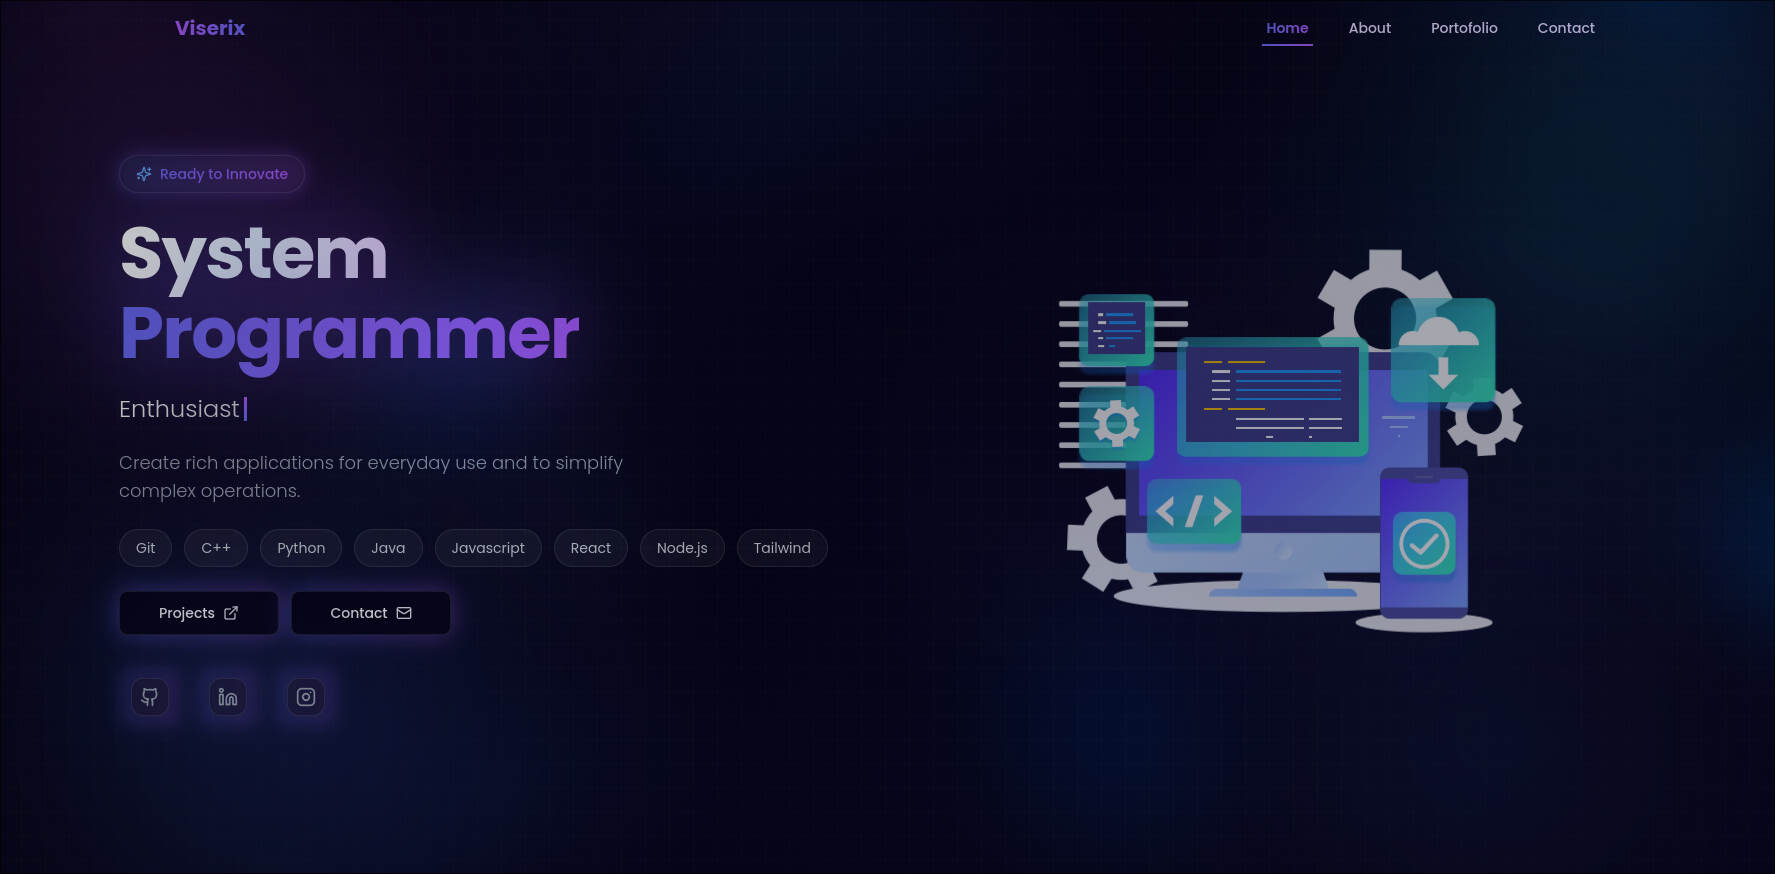 Viserix
Home About Portofolio Contact
Ready to Innovate
System
Programmer
Enthusiast
Create rich applications for everyday use and to simplify
complex operations.
Git C++ Python Java Javascript React Node.js Tailwind
Projects Contact